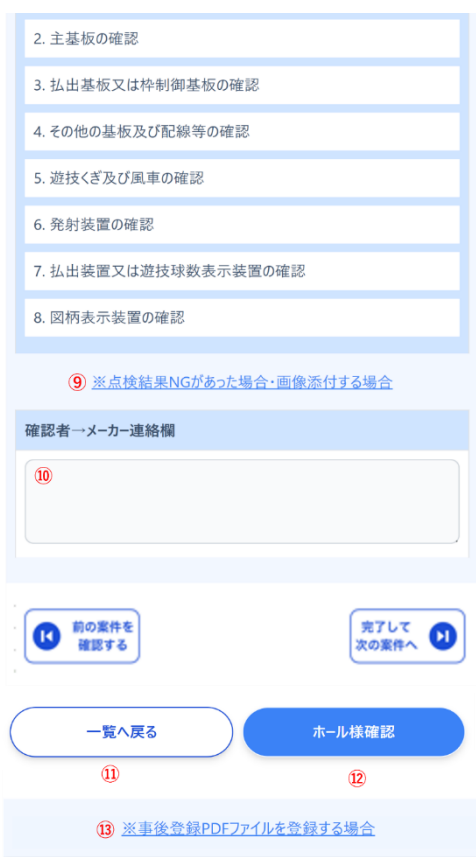 2. 主基板の確認
3. 払出基板又は枠制御基板の確認
4. その他の基板及び配線等の確認
5. 遊技くぎ及び風車の確認
6. 発射装置の確認
7. 払出装置又は遊技球数表示装置の確認
8. 図柄表示装置の確認
⑨ ※点検結果NGがあった場合・画像添付する場合
確認者→メーカー連絡欄
⑩
前の案件を
確認する
完了して
次の案件へ
一覧へ戻る
ホール様確認
⑪
⑫
⑬ ※事後登録PDFファイルを登録する場合